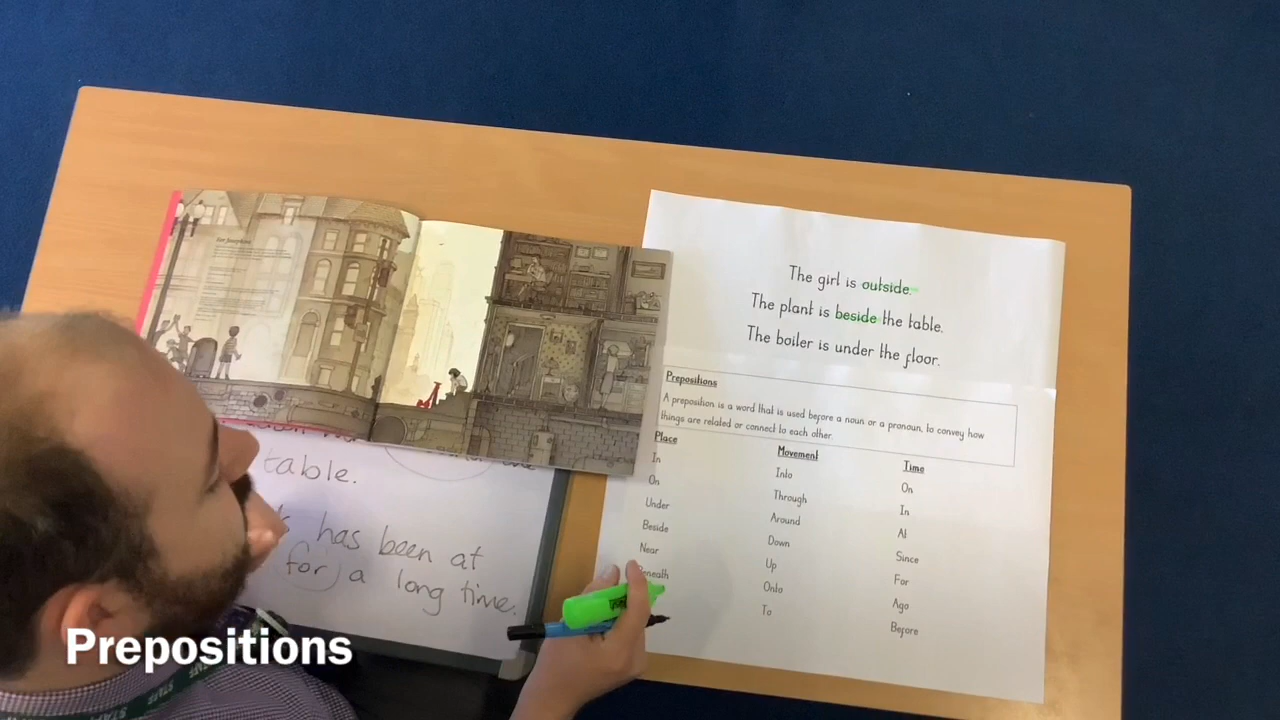 The girl is outside.
The plant is beside the table.
The boiler is under the floor.
Prepositions
A preposition is a word that is used before a noun or a pronoun, to convey how
things are related or connect to each other.
Place
In
On
Under
Beside
Near
Beneath
Movement
Into
Through
Around
Down
Up
Onto
To
Time
On
In
At
Since
For
Ago
Before
table.
has been at
for a long time.
Prepositions
STAFF